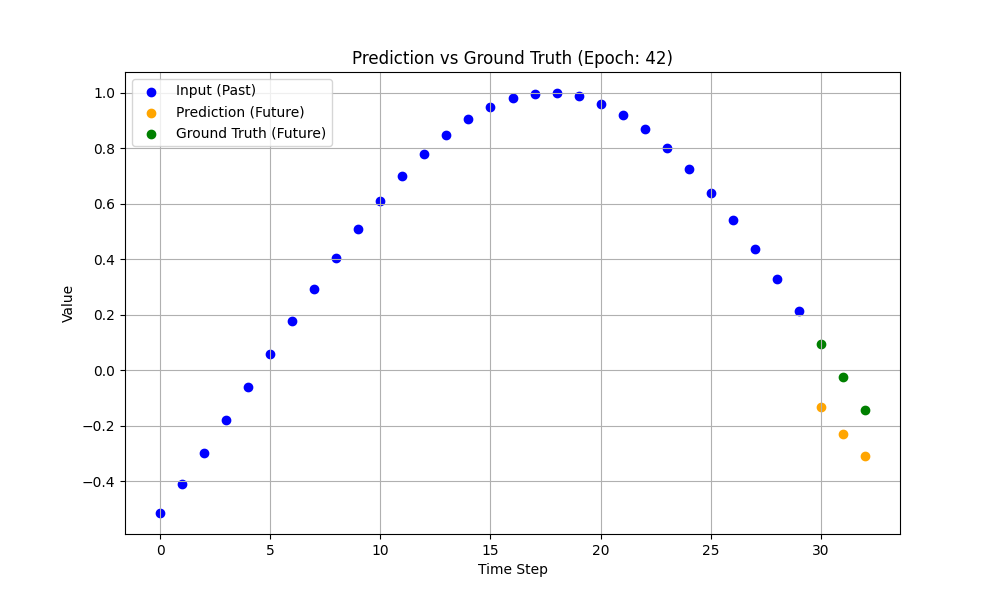 Prediction vs Ground Truth (Epoch: 42)
Input (Past)
Prediction (Future)
Ground Truth (Future)
1.0
0.8
0.6
0.4
0.2
0.0
−0.2
−0.4
Value
0 5 10 15 20 25 30
Time Step